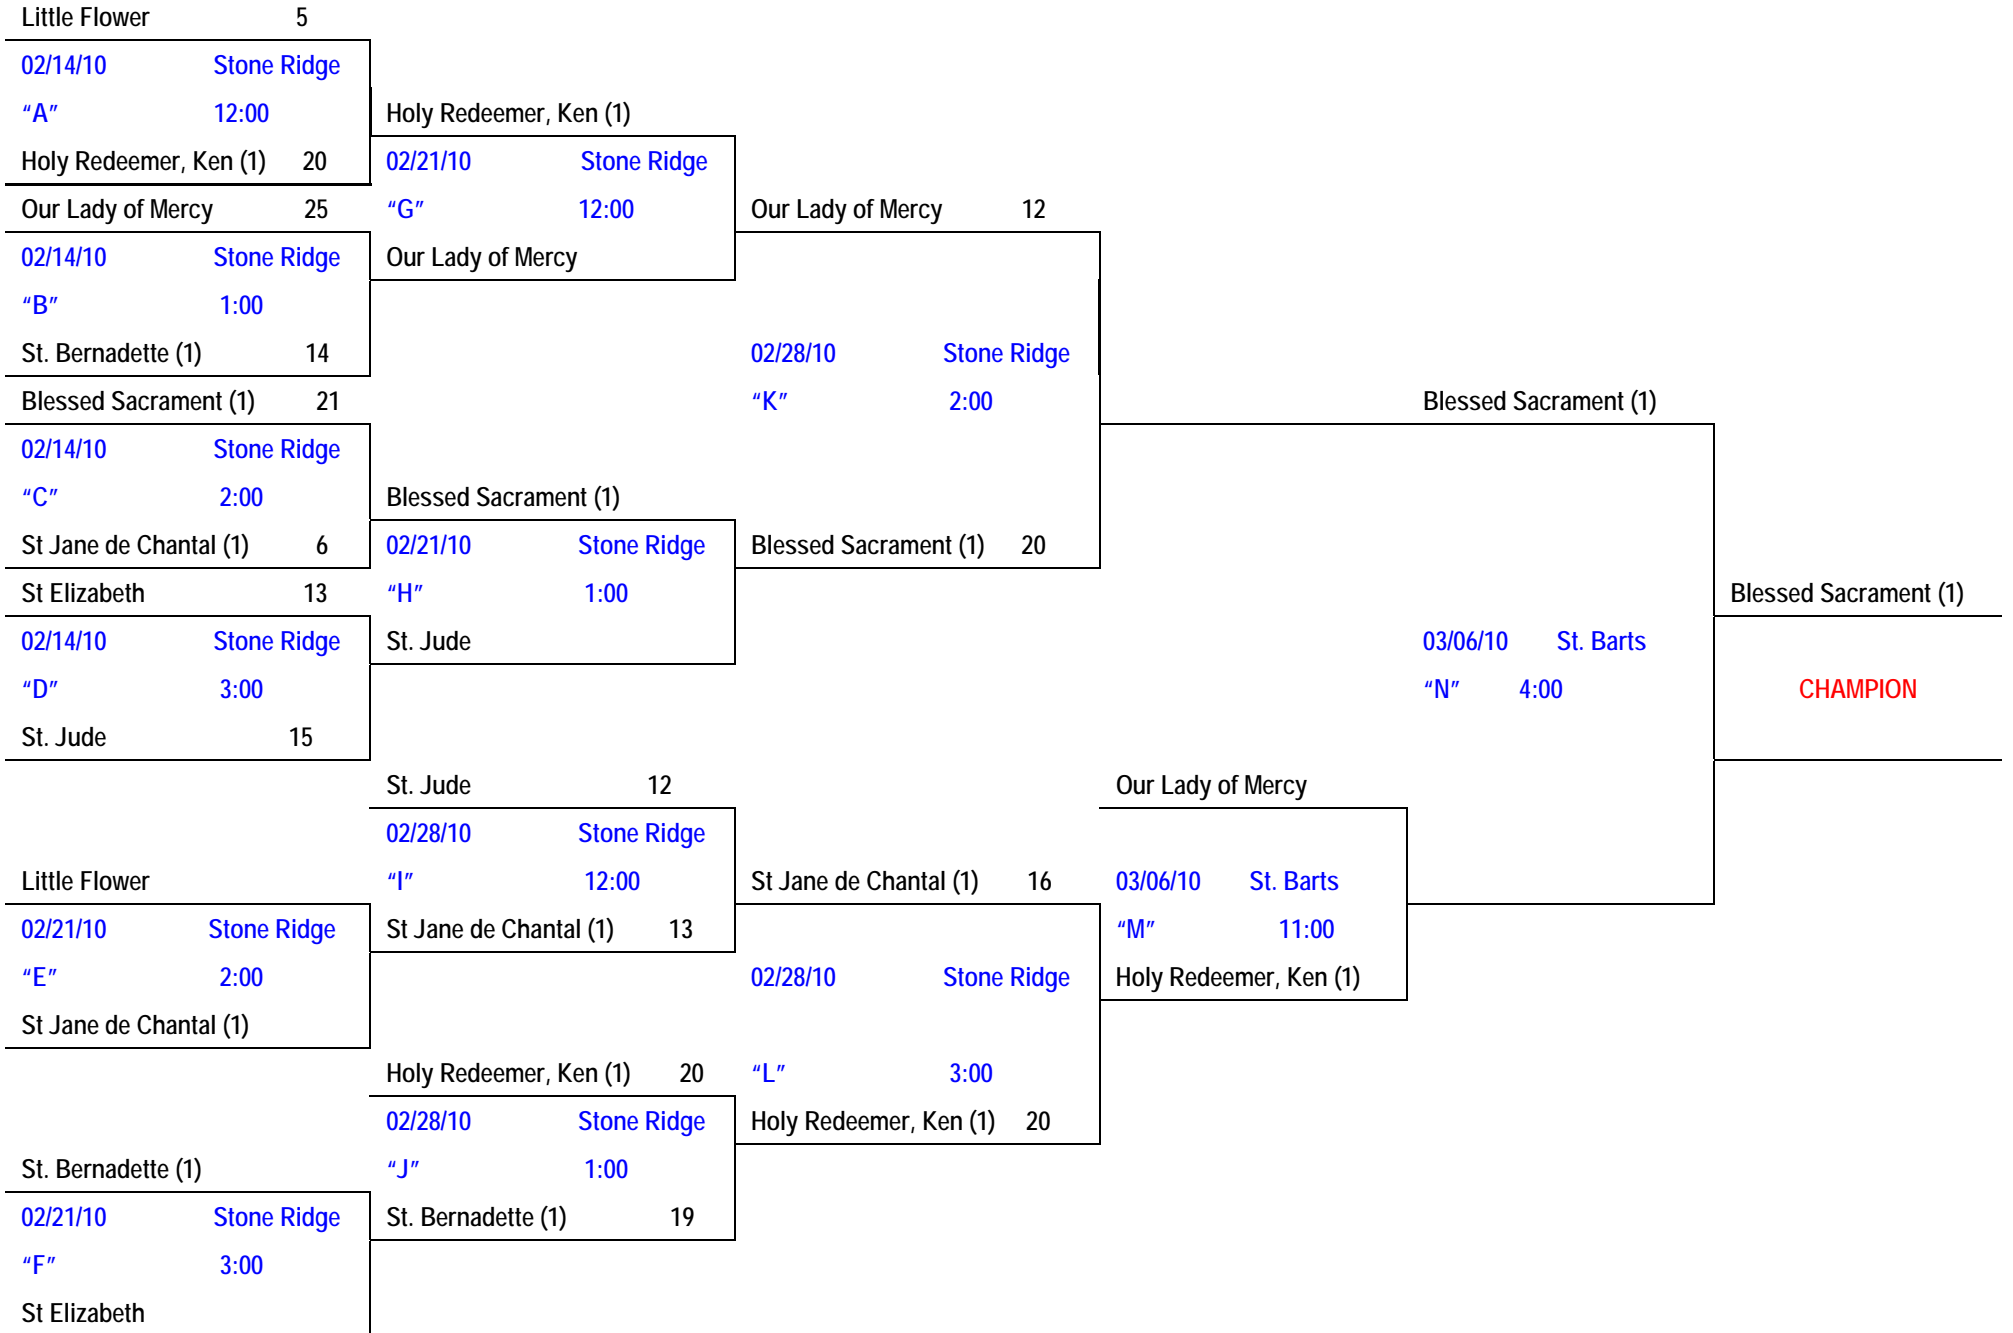 Little Flower 5
02/14/10 Stone Ridge
“A” 12:00 Holy Redeemer, Ken (1)
Holy Redeemer, Ken (1) 20 02/21/10 Stone Ridge
Our Lady of Mercy 25 “G” 12:00 Our Lady of Mercy 12
02/14/10 Stone Ridge Our Lady of Mercy
“B” 1:00
St. Bernadette (1) 14 02/28/10 Stone Ridge
Blessed Sacrament (1) 21 “K” 2:00 Blessed Sacrament (1)
02/14/10 Stone Ridge
“C” 2:00 Blessed Sacrament (1)
St Jane de Chantal (1) 6 02/21/10 Stone Ridge Blessed Sacrament (1) 20
St Elizabeth 13 “H” 1:00 Blessed Sacrament (1)
02/14/10 Stone Ridge St. Jude 03/06/10 St. Barts
“D” 3:00 “N” 4:00 CHAMPION
St. Jude 15
St. Jude 12 Our Lady of Mercy
02/28/10 Stone Ridge
Little Flower “I” 12:00 St Jane de Chantal (1) 16 03/06/10 St. Barts
02/21/10 Stone Ridge St Jane de Chantal (1) 13 “M” 11:00
“E” 2:00 02/28/10 Stone Ridge Holy Redeemer, Ken (1)
St Jane de Chantal (1)
Holy Redeemer, Ken (1) 20 “L” 3:00
02/28/10 Stone Ridge Holy Redeemer, Ken (1) 20
St. Bernadette (1) “J” 1:00
02/21/10 Stone Ridge St. Bernadette (1) 19
“F” 3:00
St Elizabeth